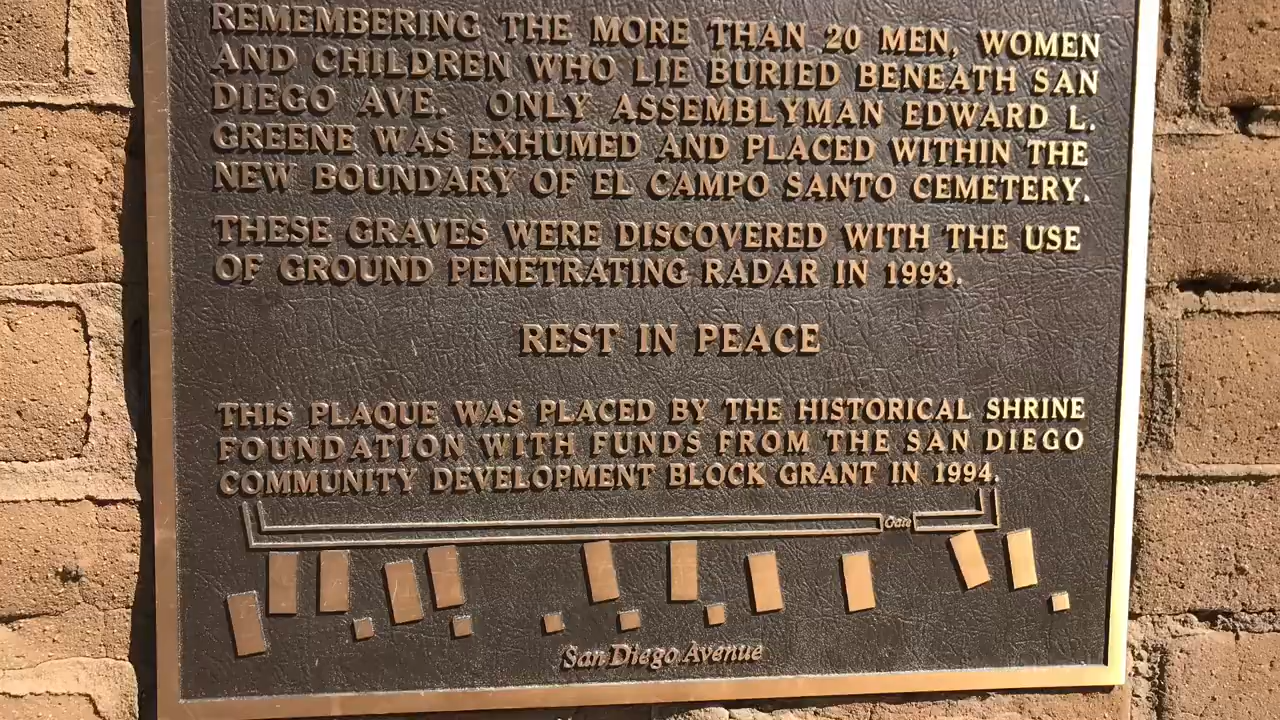 REMEMBERING THE MORE THAN 20 MEN, WOMEN
AND CHILDREN WHO LIE BURIED BENEATH SAN
DIEGO AVE. ONLY ASSEMBLYMAN EDWARD L.
GREENE WAS EXHUMED AND PLACED WITHIN THE
NEW BOUNDARY OF EL CAMPO SANTO CEMETERY.
THESE GRAVES WERE DISCOVERED WITH THE USE
OF GROUND PENETRATING RADAR IN 1993.
REST IN PEACE
THIS PLAQUE WAS PLACED BY THE HISTORICAL SHRINE
FOUNDATION WITH FUNDS FROM THE SAN DIEGO
COMMUNITY DEVELOPMENT BLOCK GRANT IN 1994.
Gate
San Diego Avenue